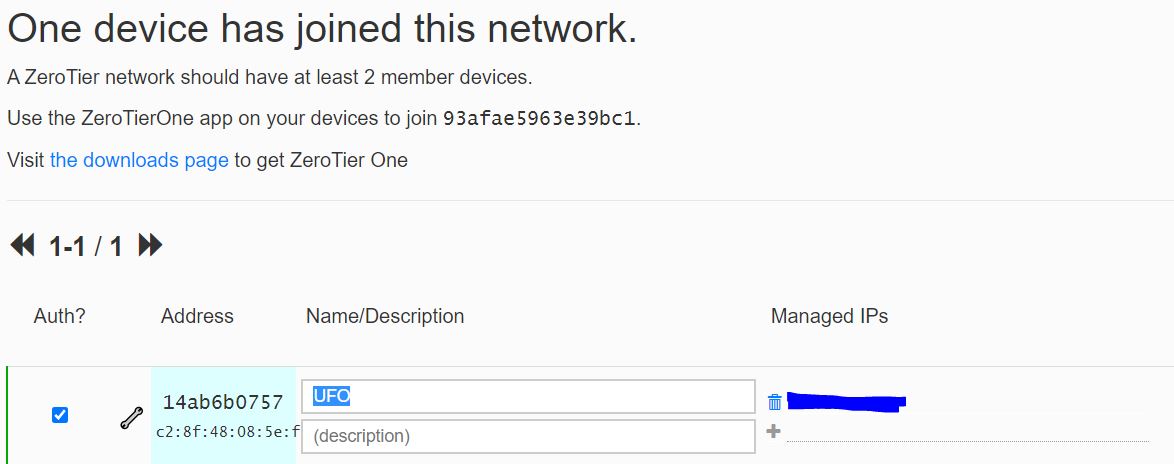 One device has joined this network.
A ZeroTier network should have at least 2 member devices.
Use the ZeroTierOne app on your devices to join 93afae5963e39bc1.
Visit the downloads page to get ZeroTier One
1-1 / 1
Auth? Address Name/Description Managed IPs
14ab6b0757 UFO
c2:8f:48:08:5e:f (description)